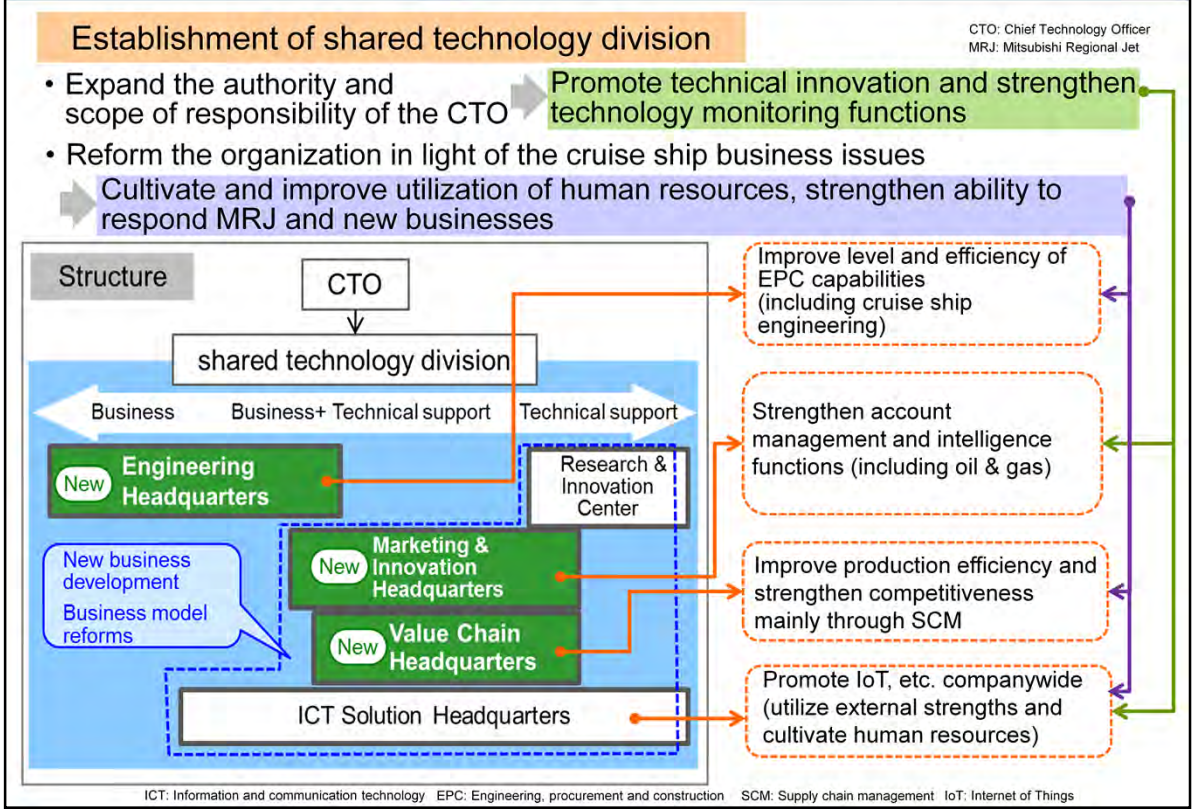 Establishment of shared technology division
CTO: Chief Technology Officer
MRJ: Mitsubishi Regional Jet
• Expand the authority and
scope of responsibility of the CTO
Promote technical innovation and strengthen
technology monitoring functions
• Reform the organization in light of the cruise ship business issues
Cultivate and improve utilization of human resources, strengthen ability to
respond MRJ and new businesses
Structure
CTO
shared technology division
Business
Business+ Technical support
Technical support
New
Engineering
Headquarters
Research &
Innovation
Center
New
Marketing &
Innovation
Headquarters
New business
development
Business model
reforms
New
Value Chain
Headquarters
ICT Solution Headquarters
Improve level and efficiency of
EPC capabilities
(including cruise ship
engineering)
Strengthen account
management and intelligence
functions (including oil & gas)
Improve production efficiency and
strengthen competitiveness
mainly through SCM
Promote IoT, etc. companywide
(utilize external strengths and
cultivate human resources)
ICT: Information and communication technology EPC: Engineering, procurement and construction SCM: Supply chain management IoT: Internet of Things